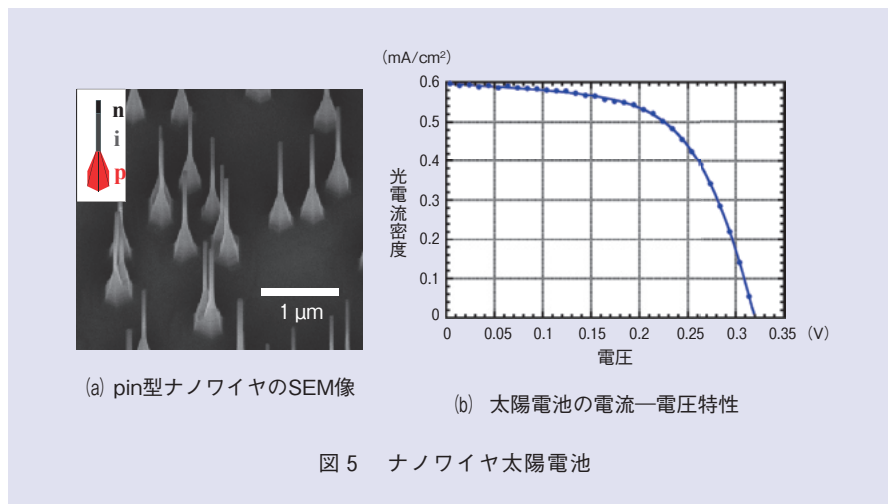 n
i
p
1 μm
(a) pin型ナノワイヤのSEM像
(mA/cm²)
0.6
0.5
0.4
0.3
0.2
0.1
0
光電流密度
0 0.05 0.1 0.15 0.2 0.25 0.3 0.35 (V)
電圧
(b) 太陽電池の電流―電圧特性
図5 ナノワイヤ太陽電池